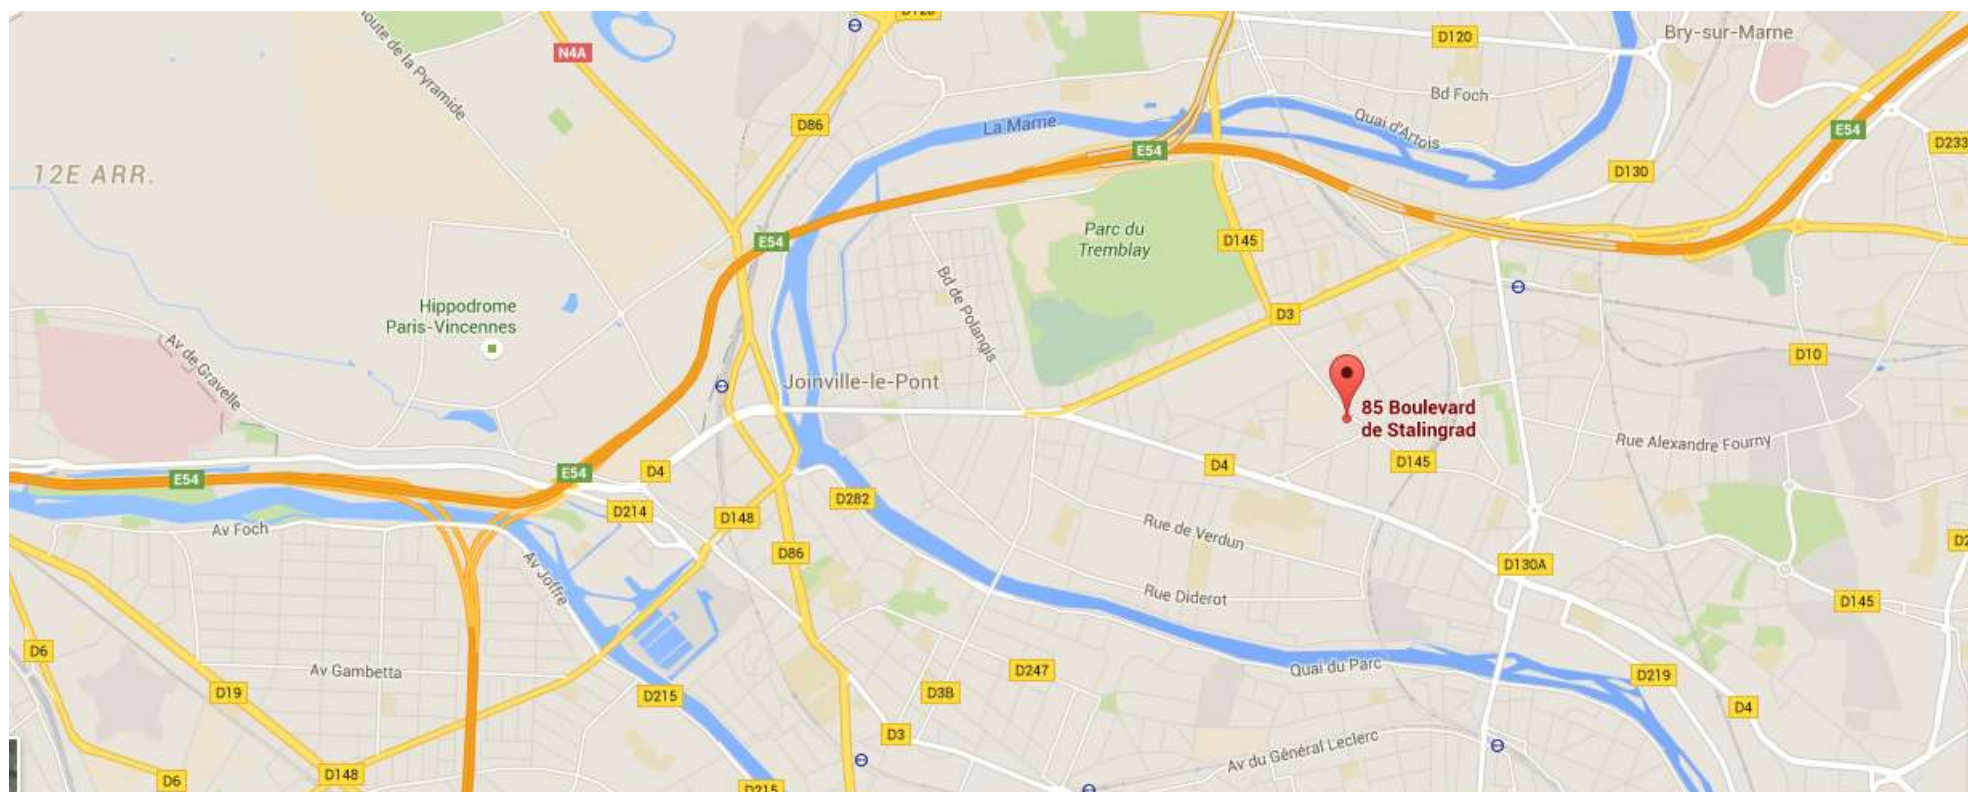 D120
N4A
D120
Bry-sur-Marne
Route de la Pyramide
Bd Foch
D86
La Marne
Quai d'Artois
E54
D233
E54
12E ARR.
D130
Parc du
Tremblay
D145
E54
Hippodrome
Paris-Vincennes
Bd de Polangis
D3
Av de Gravelle
D10
Joinville-le-Pont
85 Boulevard
de Stalingrad
Rue Alexandre Fourny
E54
E54
D4
D4
D145
D282
D214
D148
Av Foch
Rue de Verdun
D86
Av Joffre
D130A
Rue Diderot
D145
D6
Av Gambetta
D19
D215
D3B
D247
Quai du Parc
D219
D4
D3
Av du Général Leclerc
D148
D6
D215